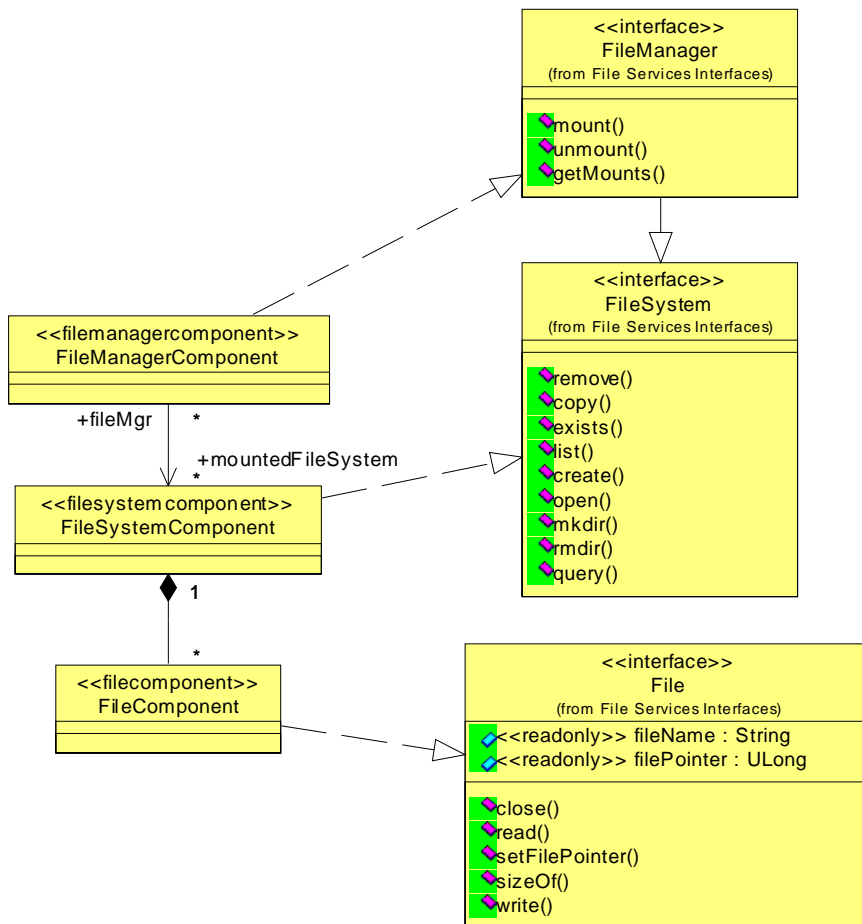 <<interface>>
FileManager
(from File Services Interfaces)
mount()
unmount()
getMounts()
<<interface>>
FileSystem
(from File Services Interfaces)
remove()
copy()
exists()
list()
create()
open()
mkdir()
rmdir()
query()
<<filemanagercomponent>>
FileManagerComponent
+fileMgr
*
+mountedFileSystem
*
<<filesystem component>>
FileSystemComponent
1
*
<<filecomponent>>
FileComponent
<<interface>>
File
(from File Services Interfaces)
<<readonly>> fileName : String
<<readonly>> filePointer : ULong
close()
read()
setFilePointer()
sizeOf()
write()